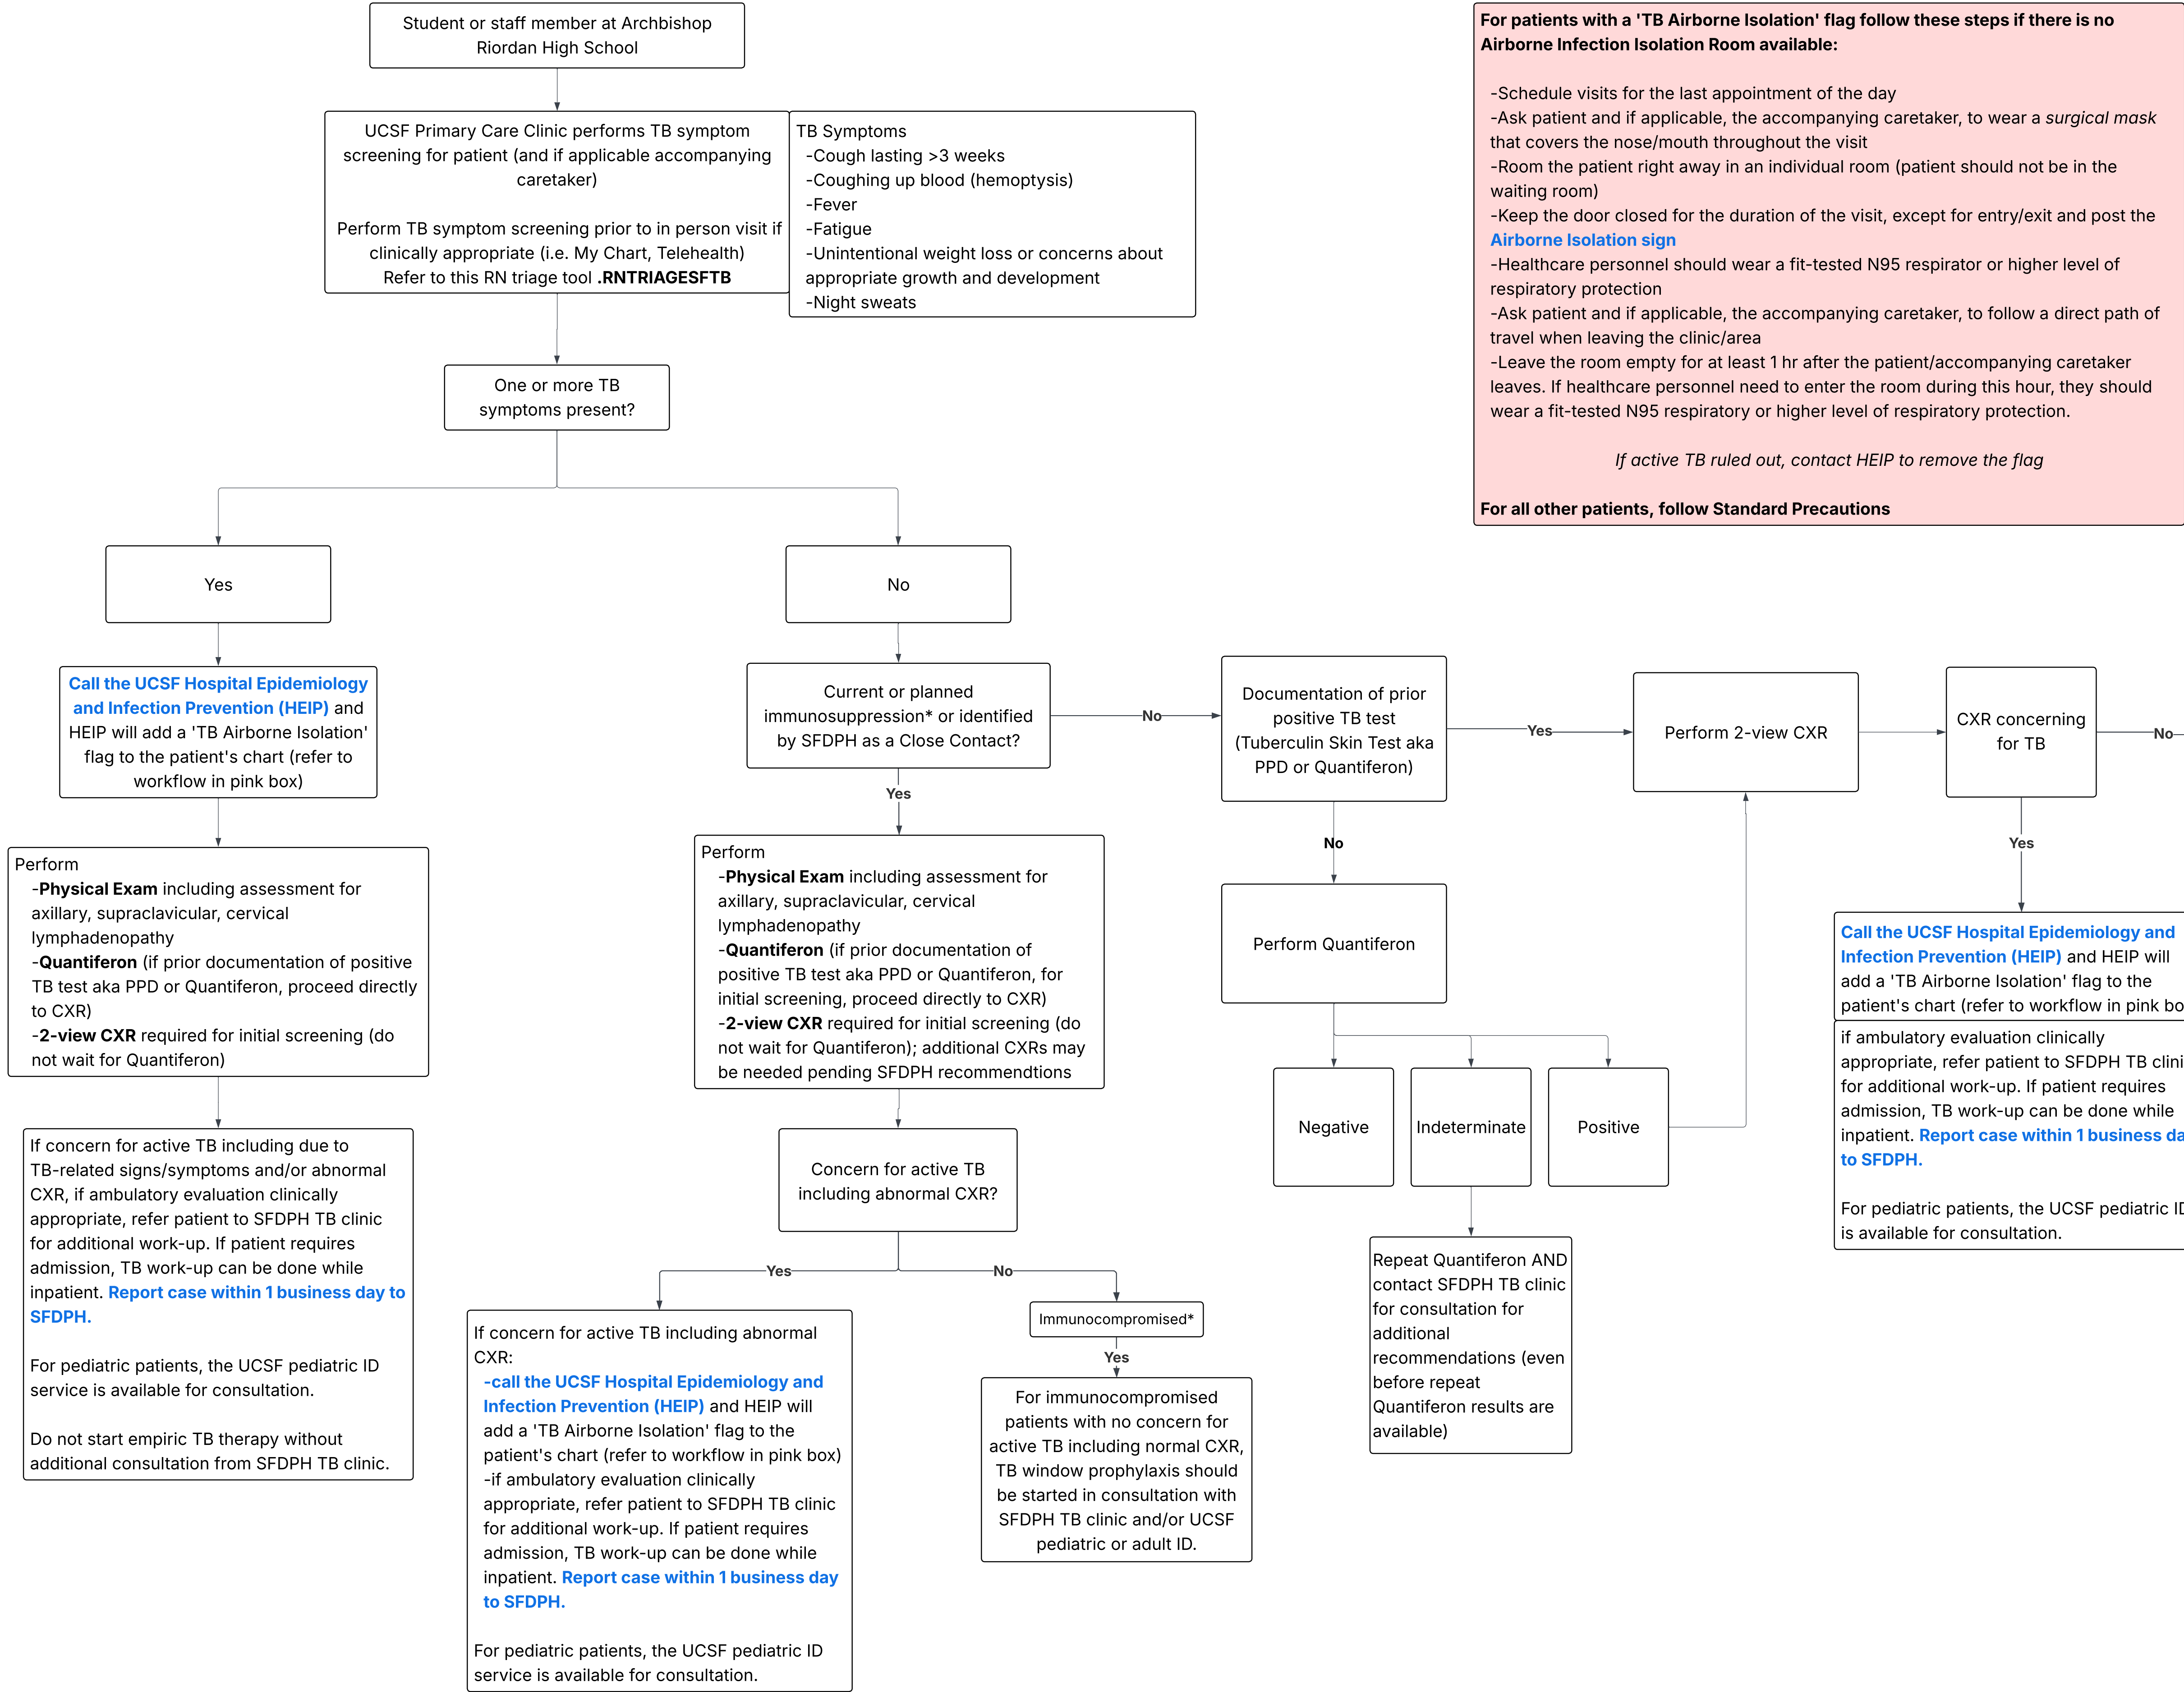 Student or staff member at Archbishop
Riordan High School
UCSF Primary Care Clinic performs TB symptom
screening for patient (and if applicable accompanying
caretaker)
Perform TB symptom screening prior to in person visit if
clinically appropriate (i.e. My Chart, Telehealth)
Refer to this RN triage tool .RNTRIAGESFTB
TB Symptoms
-Cough lasting >3 weeks
-Coughing up blood (hemoptysis)
-Fever
-Fatigue
-Unintentional weight loss or concerns about
appropriate growth and development
-Night sweats
For patients with a 'TB Airborne Isolation' flag follow these steps if there is no
Airborne Infection Isolation Room available:
-Schedule visits for the last appointment of the day
-Ask patient and if applicable, the accompanying caretaker, to wear a surgical mask
that covers the nose/mouth throughout the visit
-Room the patient right away in an individual room (patient should not be in the
waiting room)
-Keep the door closed for the duration of the visit, except for entry/exit and post the
Airborne Isolation sign
-Healthcare personnel should wear a fit-tested N95 respirator or higher level of
respiratory protection
-Ask patient and if applicable, the accompanying caretaker, to follow a direct path of
travel when leaving the clinic/area
-Leave the room empty for at least 1 hr after the patient/accompanying caretaker
leaves. If healthcare personnel need to enter the room during this hour, they should
wear a fit-tested N95 respiratory or higher level of respiratory protection.
If active TB ruled out, contact HEIP to remove the flag
For all other patients, follow Standard Precautions
One or more TB
symptoms present?
Yes
No
Call the UCSF Hospital Epidemiology
and Infection Prevention (HEIP) and
HEIP will add a 'TB Airborne Isolation'
flag to the patient's chart (refer to
workflow in pink box)
Perform
-Physical Exam including assessment for
axillary, supraclavicular, cervical
lymphadenopathy
-Quantiferon (if prior documentation of positive
TB test aka PPD or Quantiferon, proceed directly
to CXR)
-2-view CXR required for initial screening (do
not wait for Quantiferon)
If concern for active TB including due to
TB-related signs/symptoms and/or abnormal
CXR, if ambulatory evaluation clinically
appropriate, refer patient to SFDPH TB clinic
for additional work-up. If patient requires
admission, TB work-up can be done while
inpatient. Report case within 1 business day to
SFDPH.
For pediatric patients, the UCSF pediatric ID
service is available for consultation.
Do not start empiric TB therapy without
additional consultation from SFDPH TB clinic.
Current or planned
immunosuppression* or identified
by SFDPH as a Close Contact?
No
Yes
Perform
-Physical Exam including assessment for
axillary, supraclavicular, cervical
lymphadenopathy
-Quantiferon (if prior documentation of
positive TB test aka PPD or Quantiferon, for
initial screening, proceed directly to CXR)
-2-view CXR required for initial screening (do
not wait for Quantiferon); additional CXRs may
be needed pending SFDPH recommendtions
Concern for active TB
including abnormal CXR?
Yes
No
If concern for active TB including abnormal
CXR:
-call the UCSF Hospital Epidemiology and
Infection Prevention (HEIP) and HEIP will
add a 'TB Airborne Isolation' flag to the
patient's chart (refer to workflow in pink box)
-if ambulatory evaluation clinically
appropriate, refer patient to SFDPH TB clinic
for additional work-up. If patient requires
admission, TB work-up can be done while
inpatient. Report case within 1 business day
to SFDPH.
For pediatric patients, the UCSF pediatric ID
service is available for consultation.
Immunocompromised*
Yes
For immunocompromised
patients with no concern for
active TB including normal CXR,
TB window prophylaxis should
be started in consultation with
SFDPH TB clinic and/or UCSF
pediatric or adult ID.
Documentation of prior
positive TB test
(Tuberculin Skin Test aka
PPD or Quantiferon)
Yes
No
Perform Quantiferon
Negative
Indeterminate
Positive
Repeat Quantiferon AND
contact SFDPH TB clinic
for consultation for
additional
recommendations (even
before repeat
Quantiferon results are
available)
Perform 2-view CXR
CXR concerning
for TB
No
Yes
Call the UCSF Hospital Epidemiology and
Infection Prevention (HEIP) and HEIP will
add a 'TB Airborne Isolation' flag to the
patient's chart (refer to workflow in pink bo
if ambulatory evaluation clinically
appropriate, refer patient to SFDPH TB clini
for additional work-up. If patient requires
admission, TB work-up can be done while
inpatient. Report case within 1 business da
to SFDPH.
For pediatric patients, the UCSF pediatric ID
is available for consultation.